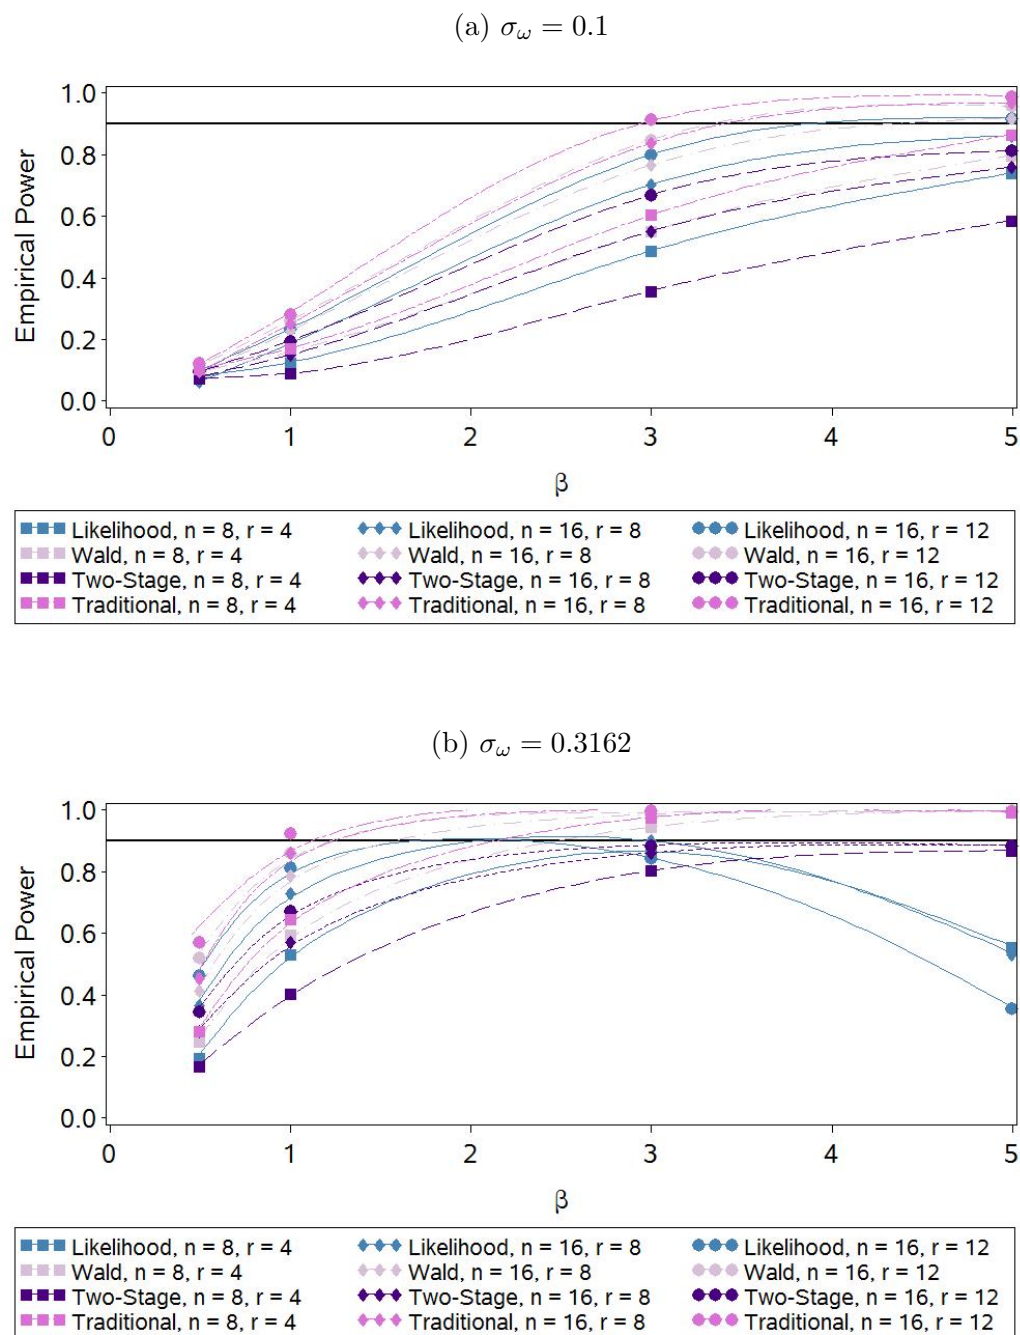 (a) σω = 0.1
1.0
0.8
0.6
0.4
0.2
0.0
Empirical Power
0 1 2 3 4 5
β
Likelihood, n = 8, r = 4 Likelihood, n = 16, r = 8 Likelihood, n = 16, r = 12
Wald, n = 8, r = 4 Wald, n = 16, r = 8 Wald, n = 16, r = 12
Two-Stage, n = 8, r = 4 Two-Stage, n = 16, r = 8 Two-Stage, n = 16, r = 12
Traditional, n = 8, r = 4 Traditional, n = 16, r = 8 Traditional, n = 16, r = 12
(b) σω = 0.3162
1.0
0.8
0.6
0.4
0.2
0.0
Empirical Power
0 1 2 3 4 5
β
Likelihood, n = 8, r = 4 Likelihood, n = 16, r = 8 Likelihood, n = 16, r = 12
Wald, n = 8, r = 4 Wald, n = 16, r = 8 Wald, n = 16, r = 12
Two-Stage, n = 8, r = 4 Two-Stage, n = 16, r = 8 Two-Stage, n = 16, r = 12
Traditional, n = 8, r = 4 Traditional, n = 16, r = 8 Traditional, n = 16, r = 12